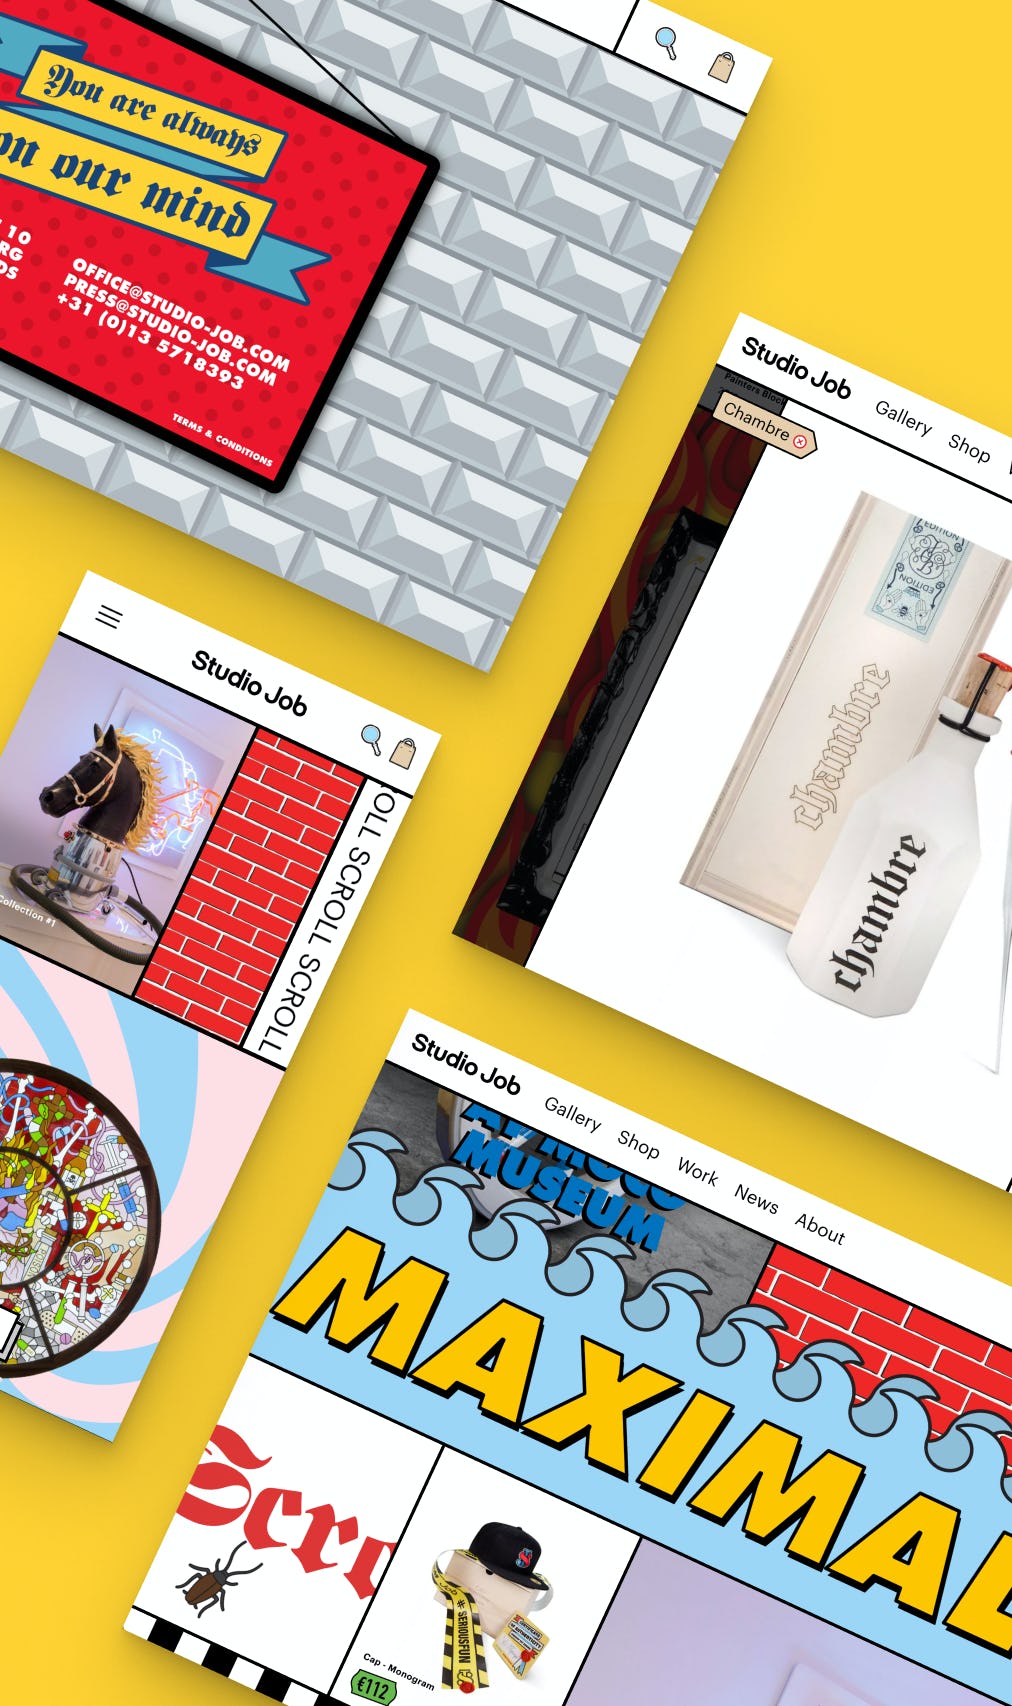 You are always
on our mind
10
RG
DS
OFFICE@STUDIO-JOB.COM
PRESS@STUDIO-JOB.COM
+31 (0)13 5718393
TERMS & CONDITIONS
Studio Job
Gallery
Shop
Painters Block
Chambre
EDITION
EDITION
chambre
chambre
Studio Job
Collection #1
SCROLL SCROLL
Studio Job
Gallery
Shop
Work
News
About
MUSEUM
MAXIMAL
Scro
#SERIOUSFUN
Cap - Monogram
€112